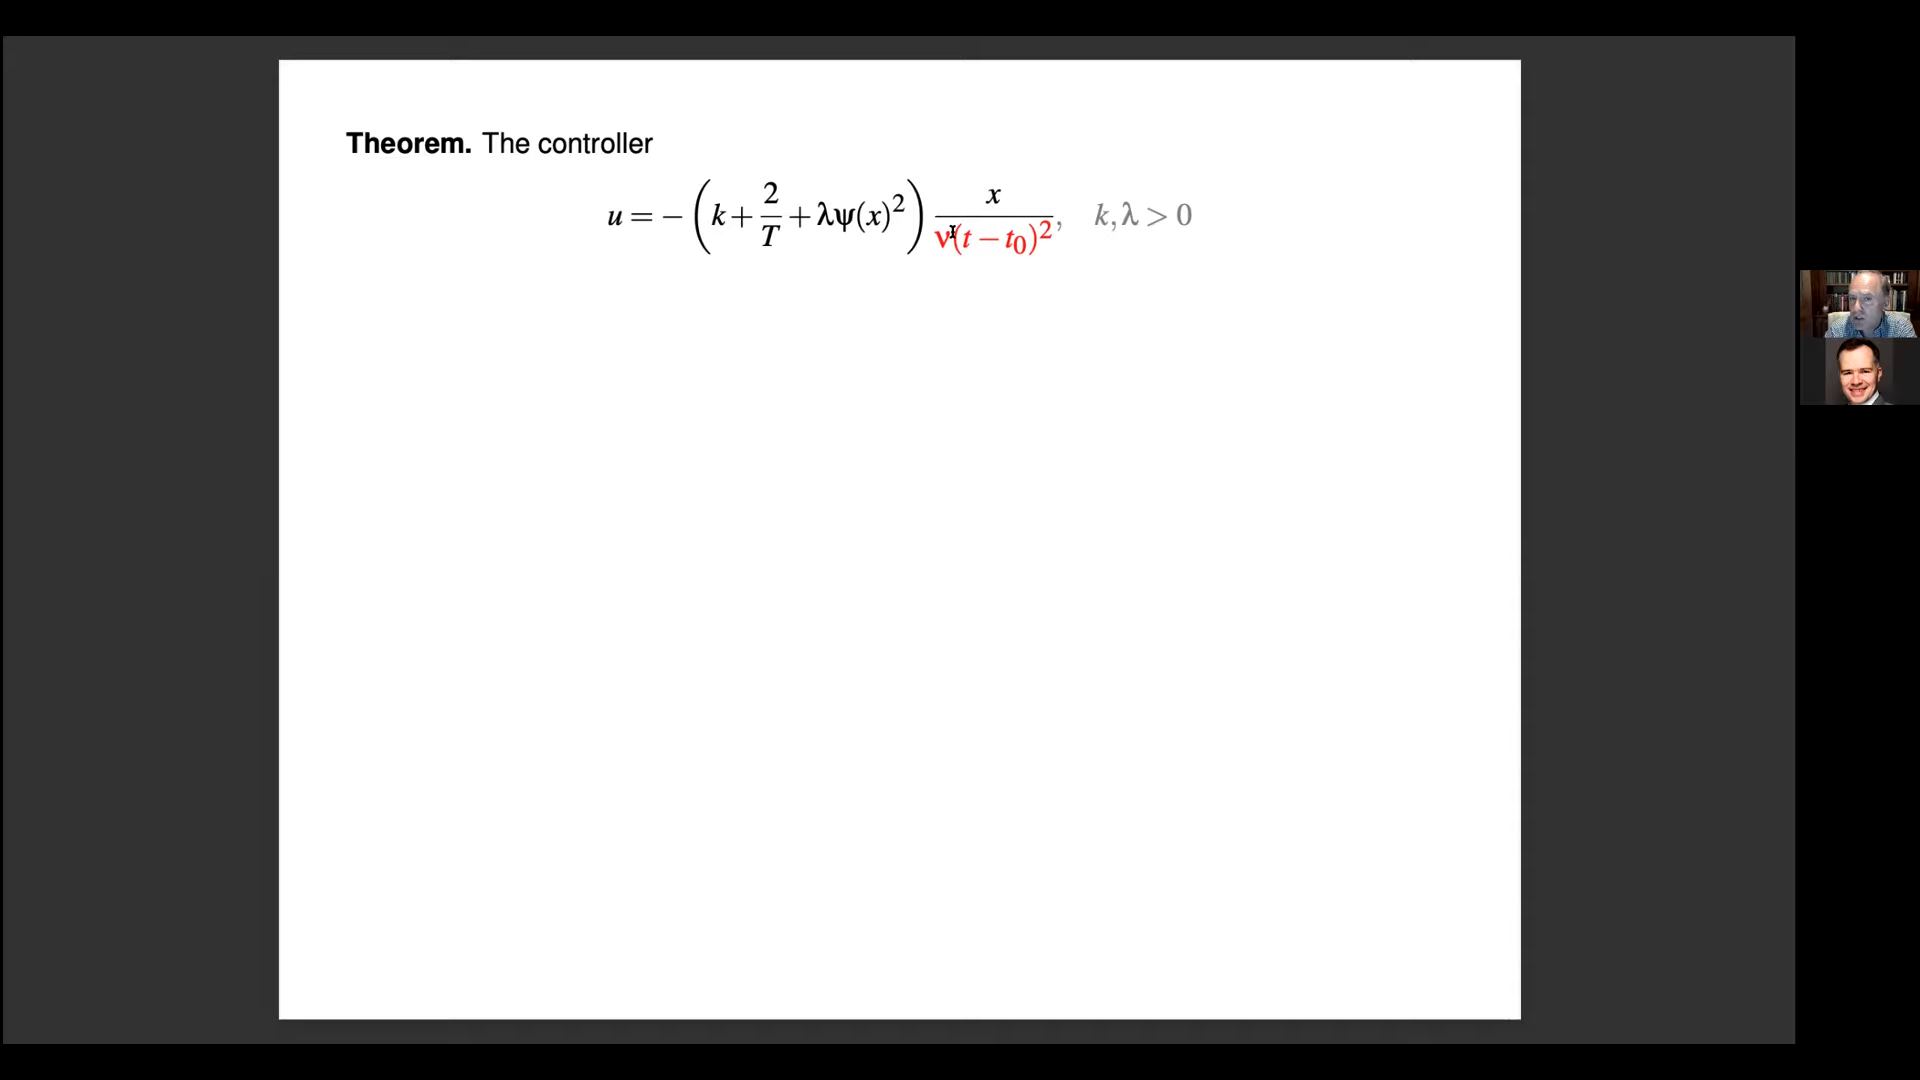 Theorem. The controller
u = − (k + 2/T + λψ(x)²) x/ν(t − t₀)², k, λ > 0